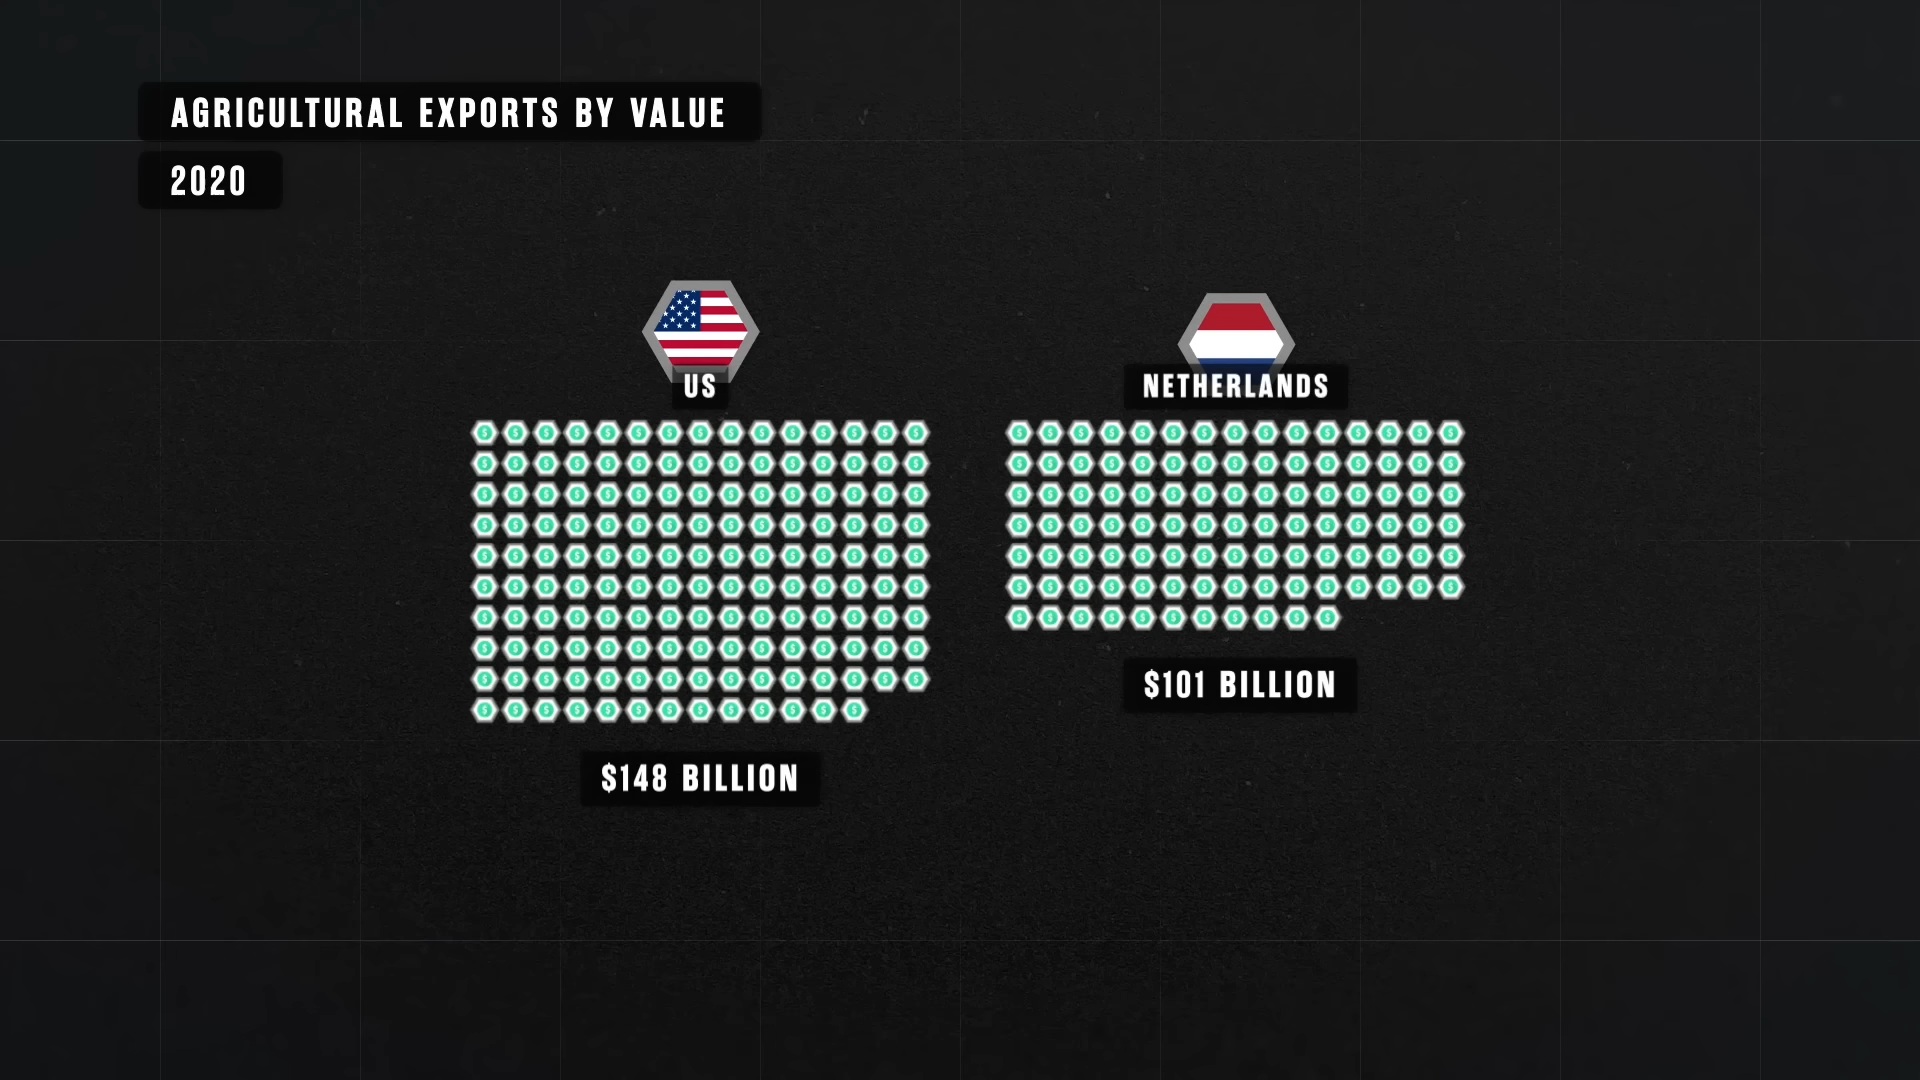 AGRICULTURAL EXPORTS BY VALUE
2020
US
NETHERLANDS
$101 BILLION
$148 BILLION